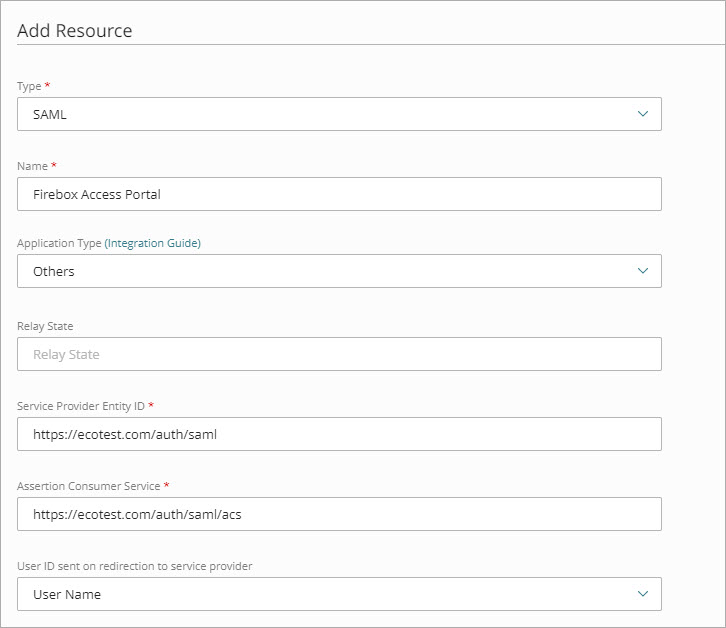 Add Resource
Type *
SAML
Name *
Firebox Access Portal
Application Type (Integration Guide)
Others
Relay State
Relay State
Service Provider Entity ID *
https://ecotest.com/auth/saml
Assertion Consumer Service *
https://ecotest.com/auth/saml/acs
User ID sent on redirection to service provider
User Name